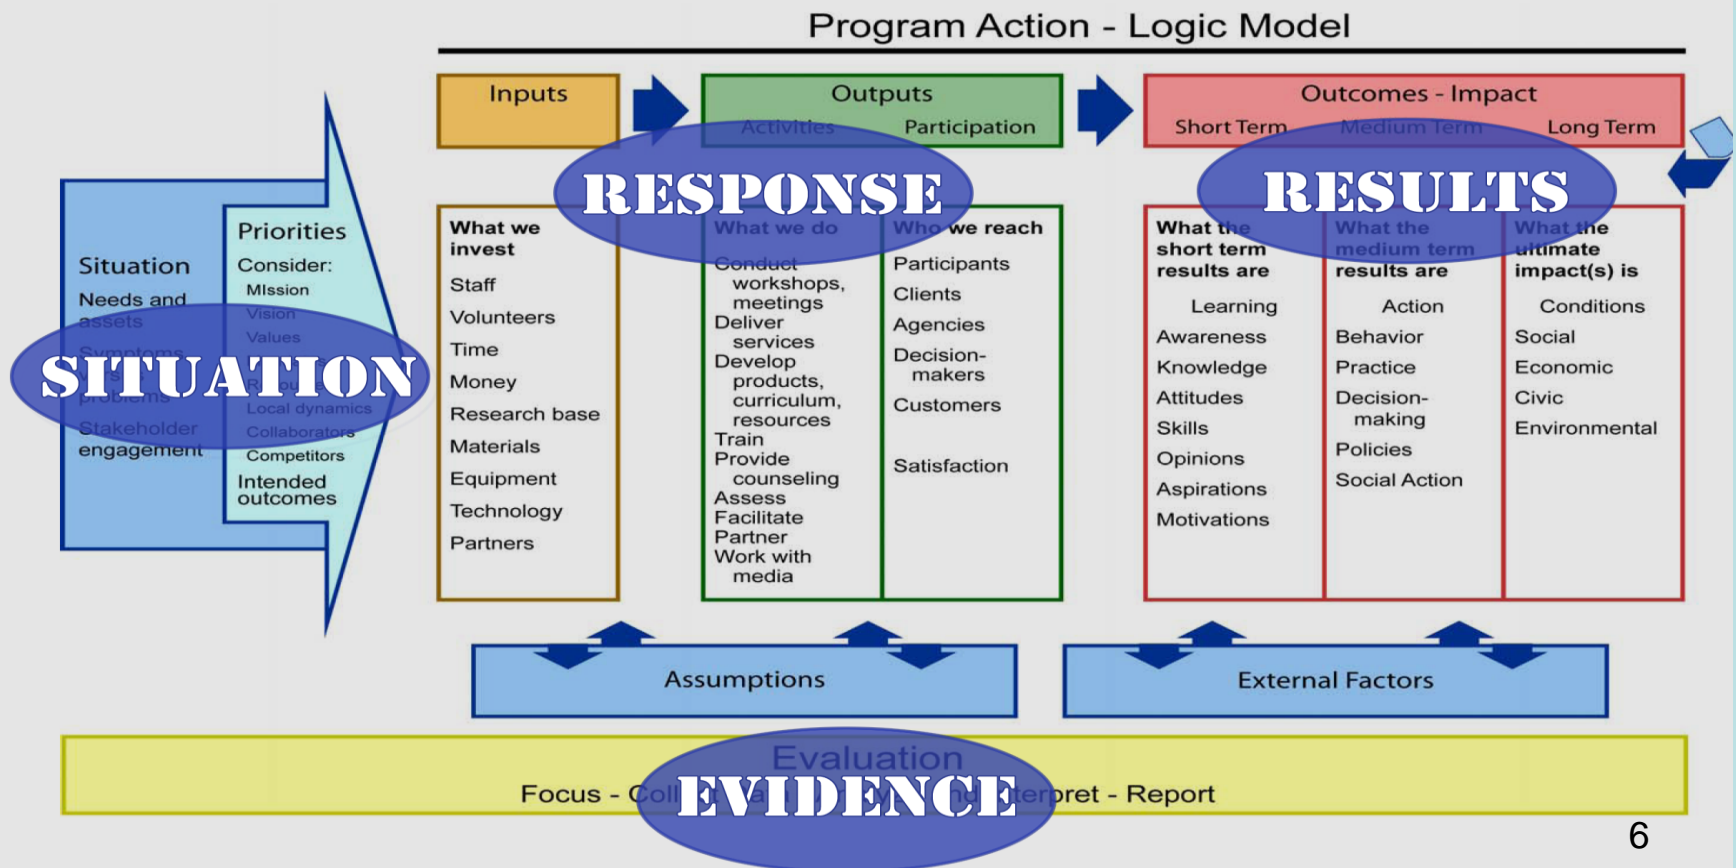 Program Action - Logic Model
Inputs
Outputs
Activities
Participation
Outcomes - Impact
Short Term
Medium Term
Long Term
RESPONSE
RESULTS
SITUATION
EVIDENCE
Situation
Needs and
assets
Symptoms
problems
Stakeholder
engagement
Priorities
Consider:
MIssion
Vision
Values
Local dynamics
Collaborators
Competitors
Intended
outcomes
What we
invest
Staff
Volunteers
Time
Money
Research base
Materials
Equipment
Technology
Partners
What we do
Conduct
workshops,
meetings
Deliver
services
Develop
products,
curriculum,
resources
Train
Provide
counseling
Assess
Facilitate
Partner
Work with
media
Who we reach
Participants
Clients
Agencies
Decision-
makers
Customers
Satisfaction
What the
short term
results are
Learning
Awareness
Knowledge
Attitudes
Skills
Opinions
Aspirations
Motivations
What the
medium term
results are
Action
Behavior
Practice
Decision-
making
Policies
Social Action
What the
ultimate
impact(s) is
Conditions
Social
Economic
Civic
Environmental
Assumptions
External Factors
Evaluation
Focus - - Report
6